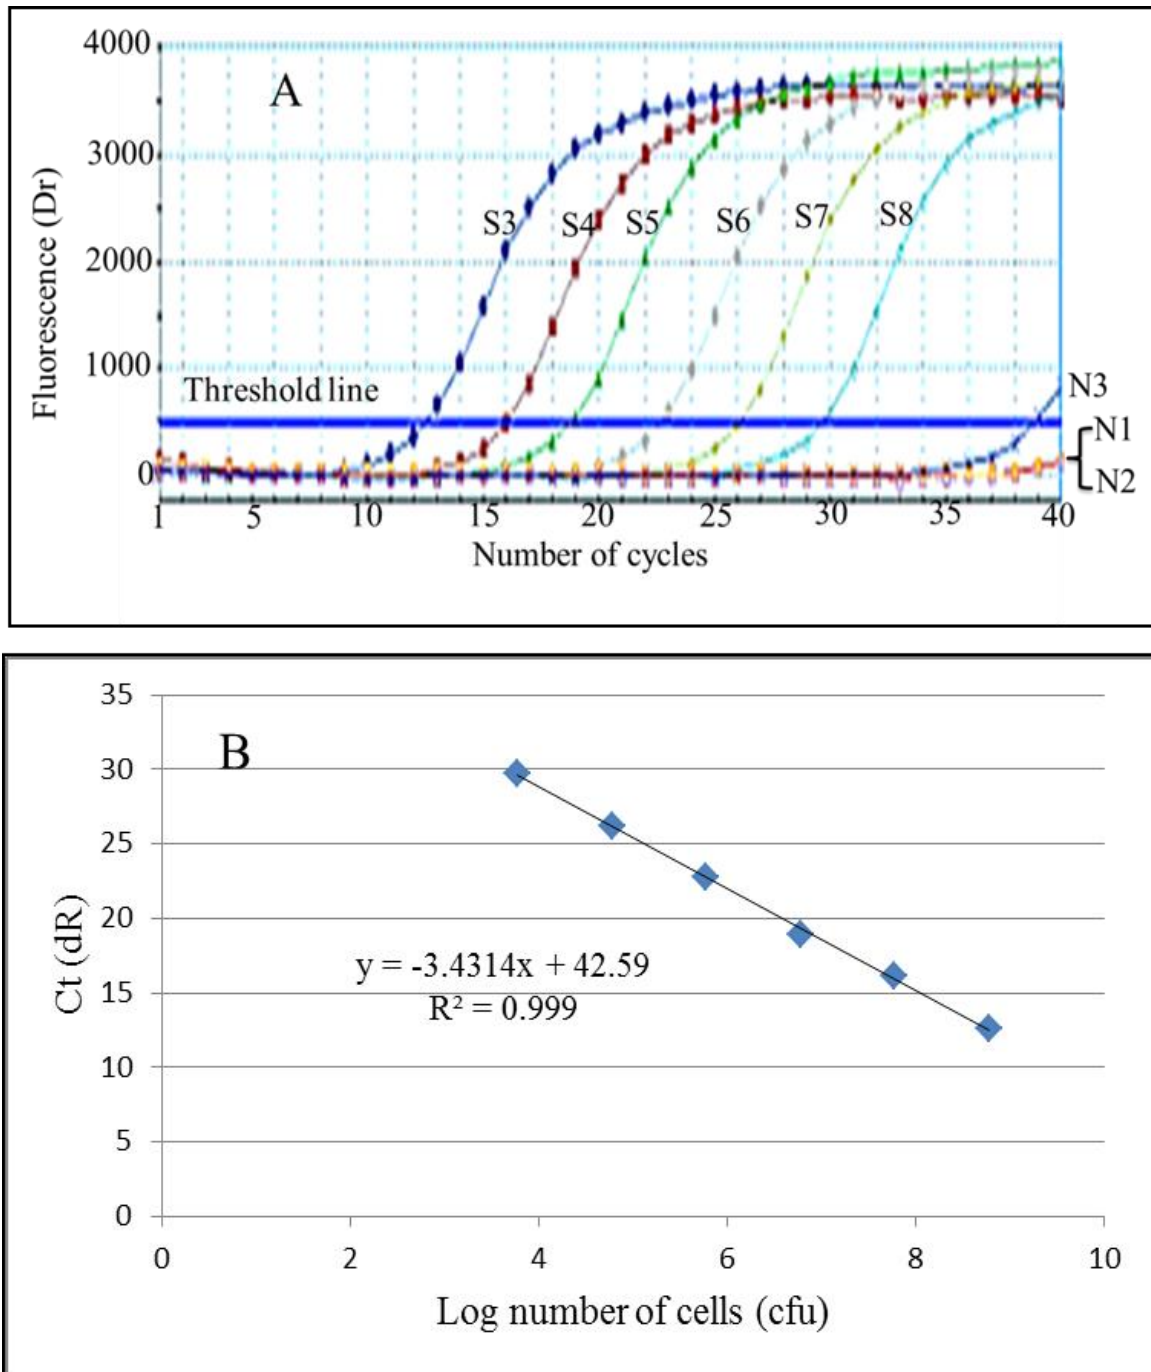 4000
A
3000
Fluorescence (Dr)
S3 S4 S5 S6 S7 S8
2000
1000
Threshold line
N3
N1
0
N2
1 5 10 15 20 25 30 35 40
Number of cycles
35
B
30
25
Ct (dR)
20
y = -3.4314x + 42.59
R² = 0.999
15
10
5
0
0 2 4 6 8 10
Log number of cells (cfu)